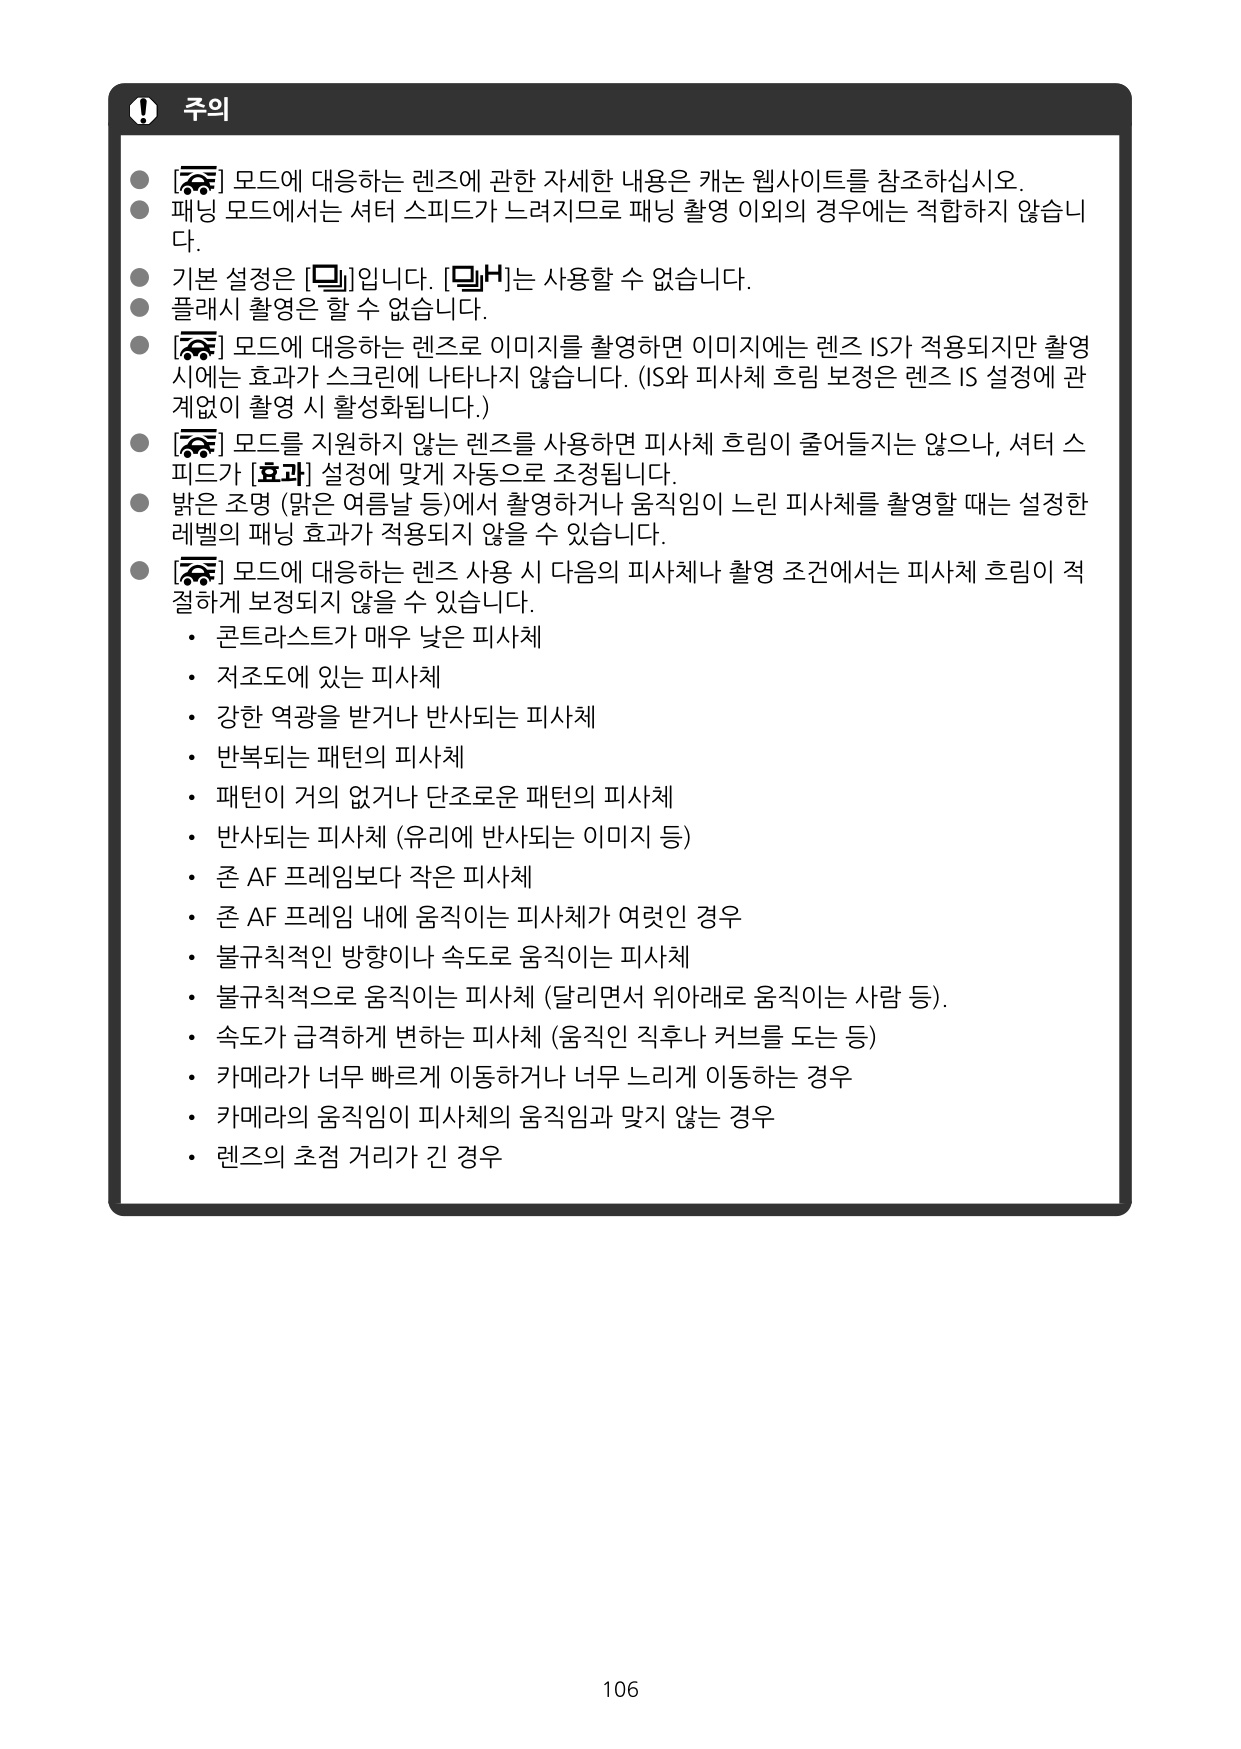 주의
[] 모드에 대응하는 렌즈에 관한 자세한 내용은 캐논 웹사이트를 참조하십시오.
패닝 모드에서는 셔터 스피드가 느려지므로 패닝 촬영 이외의 경우에는 적합하지 않습니
다.
기본 설정은 []입니다. [H]는 사용할 수 없습니다.
플래시 촬영은 할 수 없습니다.
[] 모드에 대응하는 렌즈로 이미지를 촬영하면 이미지에는 렌즈 IS가 적용되지만 촬영
시에는 효과가 스크린에 나타나지 않습니다. (IS와 피사체 흐림 보정은 렌즈 IS 설정에 관
계없이 촬영 시 활성화됩니다.)
[] 모드를 지원하지 않는 렌즈를 사용하면 피사체 흐림이 줄어들지는 않으나, 셔터 스
피드가 [효과] 설정에 맞게 자동으로 조정됩니다.
밝은 조명 (맑은 여름날 등)에서 촬영하거나 움직임이 느린 피사체를 촬영할 때는 설정한
레벨의 패닝 효과가 적용되지 않을 수 있습니다.
[] 모드에 대응하는 렌즈 사용 시 다음의 피사체나 촬영 조건에서는 피사체 흐림이 적
절하게 보정되지 않을 수 있습니다.
• 콘트라스트가 매우 낮은 피사체
• 저조도에 있는 피사체
• 강한 역광을 받거나 반사되는 피사체
• 반복되는 패턴의 피사체
• 패턴이 거의 없거나 단조로운 패턴의 피사체
• 반사되는 피사체 (유리에 반사되는 이미지 등)
• 존 AF 프레임보다 작은 피사체
• 존 AF 프레임 내에 움직이는 피사체가 여럿인 경우
• 불규칙적인 방향이나 속도로 움직이는 피사체
• 불규칙적으로 움직이는 피사체 (달리면서 위아래로 움직이는 사람 등).
• 속도가 급격하게 변하는 피사체 (움직인 직후나 커브를 도는 등)
• 카메라가 너무 빠르게 이동하거나 너무 느리게 이동하는 경우
• 카메라의 움직임이 피사체의 움직임과 맞지 않는 경우
• 렌즈의 초점 거리가 긴 경우
106